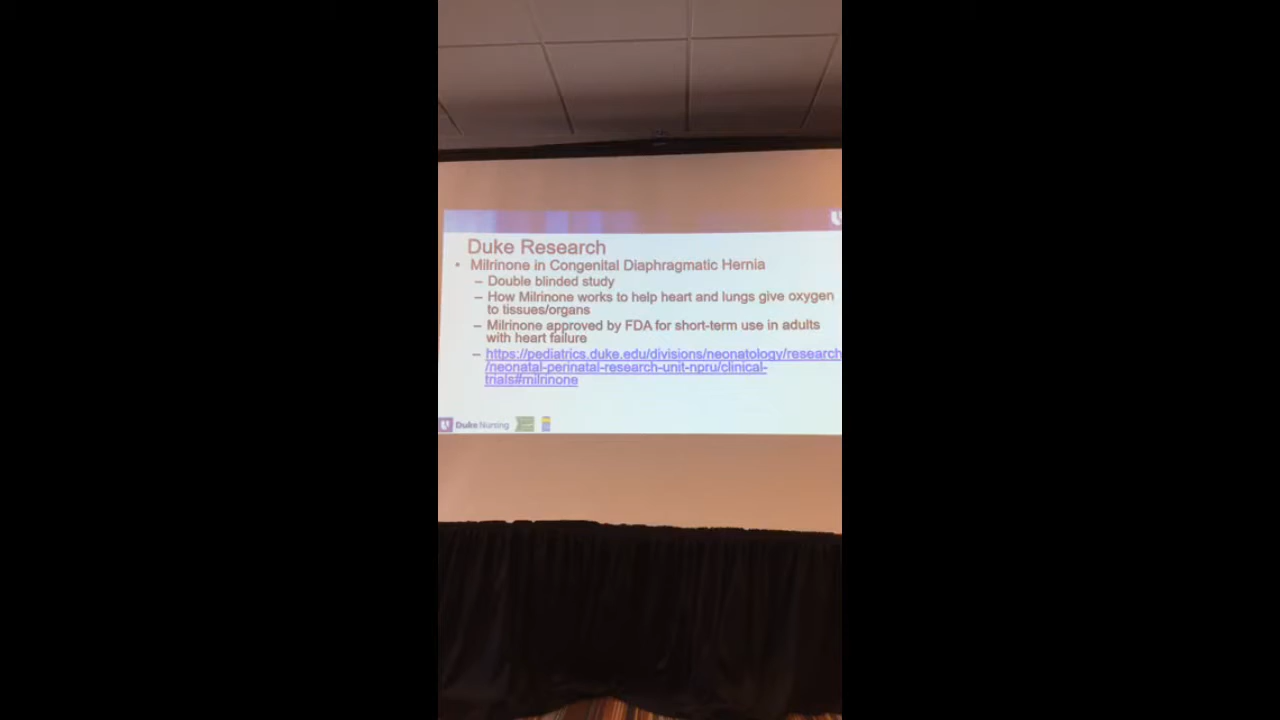 Duke Research
• Milrinone in Congenital Diaphragmatic Hernia
– Double blinded study
– How Milrinone works to help heart and lungs give oxygen
to tissues/organs
– Milrinone approved by FDA for short-term use in adults
with heart failure
– https://pediatrics.duke.edu/divisions/neonatology/research
/neonatal-perinatal-research-unit-npru/clinical-
trials#milrinone
Duke Nursing